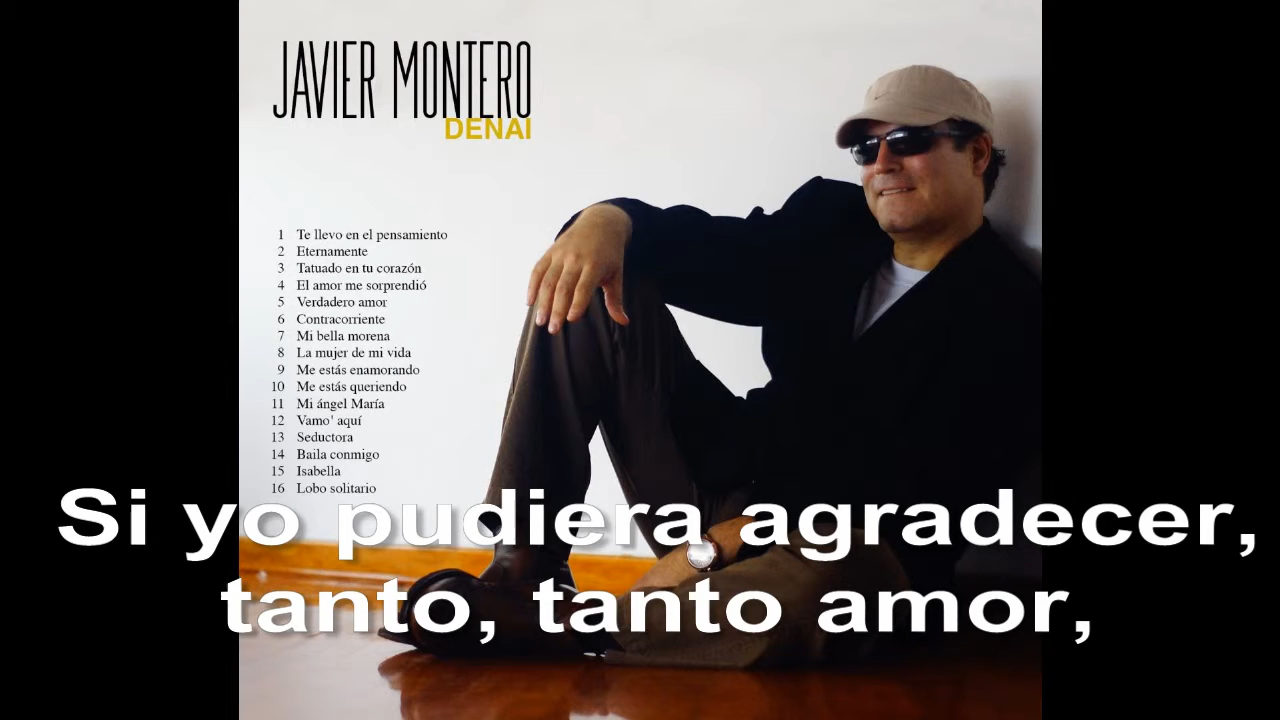 JAVIER MONTERO
DENAI
1 Te llevo en el pensamiento
2 Eternamente
3 Tatuado en tu corazón
4 El amor me sorprendió
5 Verdadero amor
6 Contracorriente
7 Mi bella morena
8 La mujer de mi vida
9 Me estás enamorando
10 Me estás queriendo
11 Mi ángel María
12 Vamo' aquí
13 Seductora
14 Baila conmigo
15 Isabella
16 Lobo solitario
Si yo pudiera agradecer,
tanto, tanto amor,